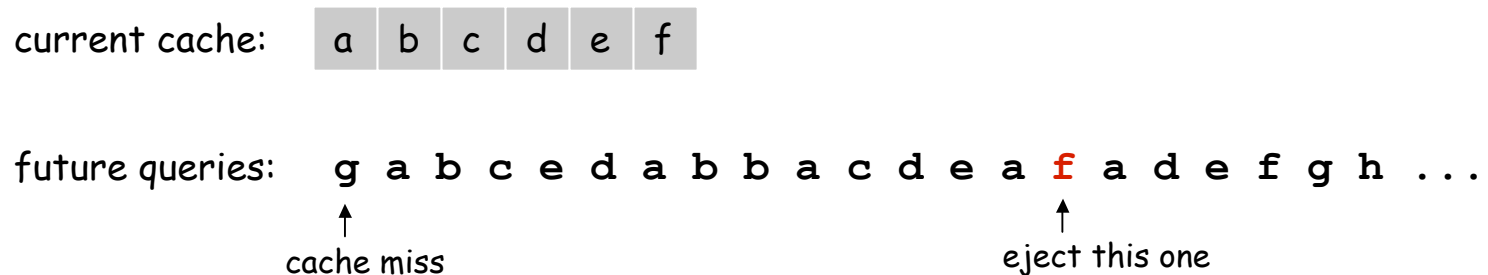 current cache: a b c d e f
future queries: g a b c e d a b b a c d e a f a d e f g h ...
cache miss eject this one